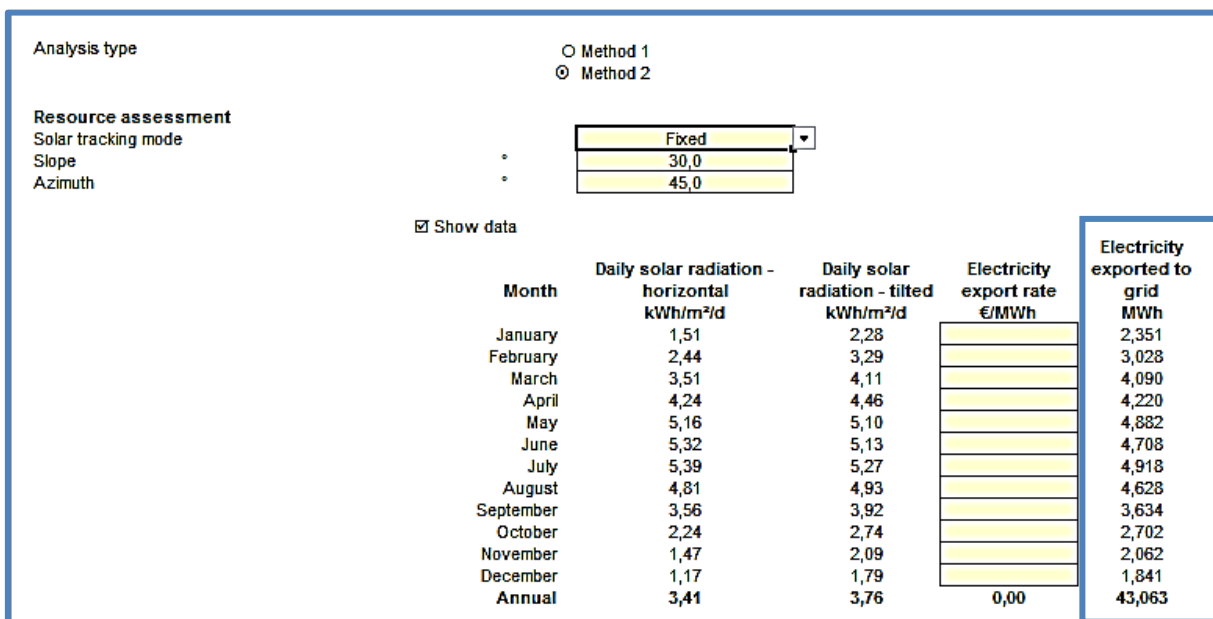 Analysis type
Method 1
Method 2
Resource assessment
Solar tracking mode Fixed
Slope ° 30,0
Azimuth ° 45,0
Show data
Month Daily solar radiation - horizontal kWh/m²/d Daily solar radiation - tilted kWh/m²/d Electricity export rate €/MWh Electricity exported to grid MWh
January 1,51 2,28 2,351
February 2,44 3,29 3,028
March 3,51 4,11 4,090
April 4,24 4,46 4,220
May 5,16 5,10 4,882
June 5,32 5,13 4,708
July 5,39 5,27 4,918
August 4,81 4,93 4,628
September 3,56 3,92 3,634
October 2,24 2,74 2,702
November 1,47 2,09 2,062
December 1,17 1,79 1,841
Annual 3,41 3,76 0,00 43,063